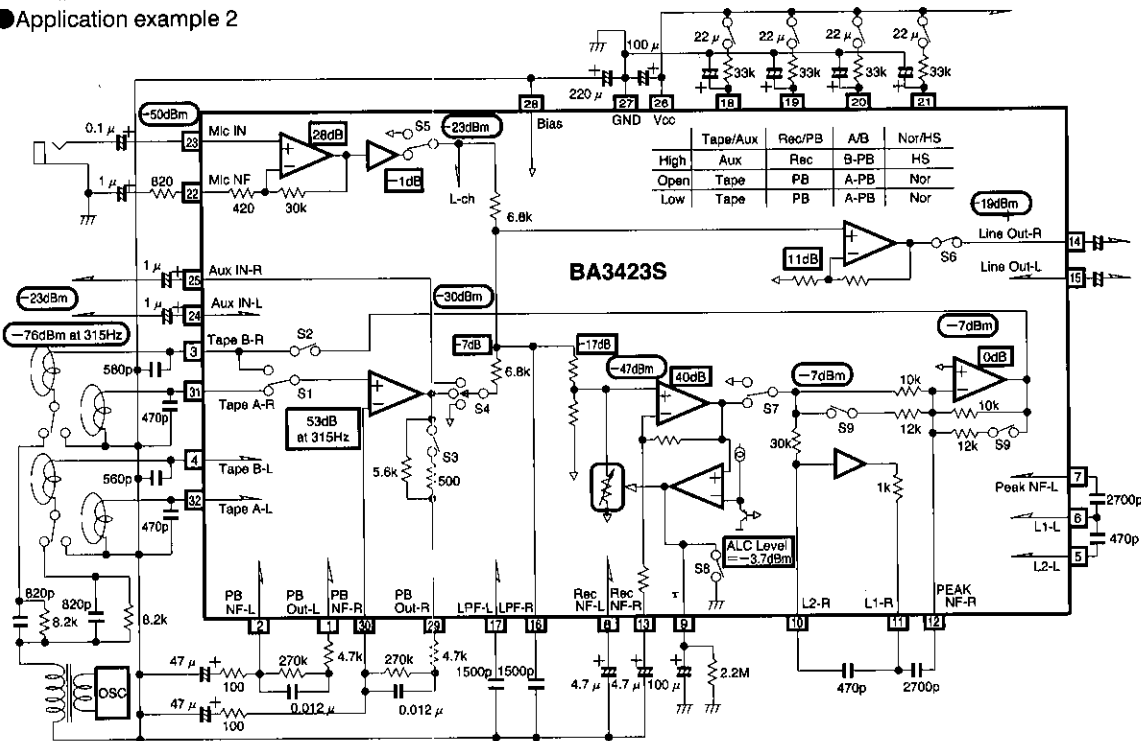 ●Application example 2
22 μ
22 μ
22 μ
22 μ
100 μ
33k
33k
33k
33k
220 μ
28
27
26
18
19
20
21
Bias
GND
Vcc
−50dBm
0.1 μ
23
Mic IN
28dB
S5
−23dBm
−1dB
L-ch
1 μ
820
22
Mic NF
420
30k
6.8k
Tape/Aux Rec/PB A/B Nor/HS
High Aux Rec B-PB HS
Open Tape PB A-PB Nor
Low Tape PB A-PB Nor
−19dBm
Line Out-R
14
11dB
S6
Line Out-L
15
BA3423S
1 μ
25
Aux IN-R
−23dBm
1 μ
24
Aux IN-L
−30dBm
−76dBm at 315Hz
Tape B-R
3
S2
580p
31
Tape A-R
S1
470p
53dB
at 315Hz
−7dB
6.8k
S4
−17dB
−47dBm
40dB
S7
−7dBm
−7dBm
0dB
10k
10k
S9
12k
12k
S9
30k
1k
S3
5.6k
500
4
Tape B-L
560p
32
Tape A-L
470p
ALC Level
=−3.7dBm
S8
Peak NF-L
7
2700p
L1-L
6
470p
L2-L
5
820p
820p
8.2k
8.2k
OSC
PB
NF-L
PB
Out-L
PB
NF-R
PB
Out-R
LPF-L
LPF-R
Rec
NF-L
Rec
NF-R
L2-R
L1-R
PEAK
NF-R
2
1
30
29
17
16
8
13
9
10
11
12
47 μ
100
270k
4.7k
0.012 μ
47 μ
100
270k
4.7k
0.012 μ
1500p
1500p
4.7 μ
4.7 μ
100 μ
2.2M
470p
2700p